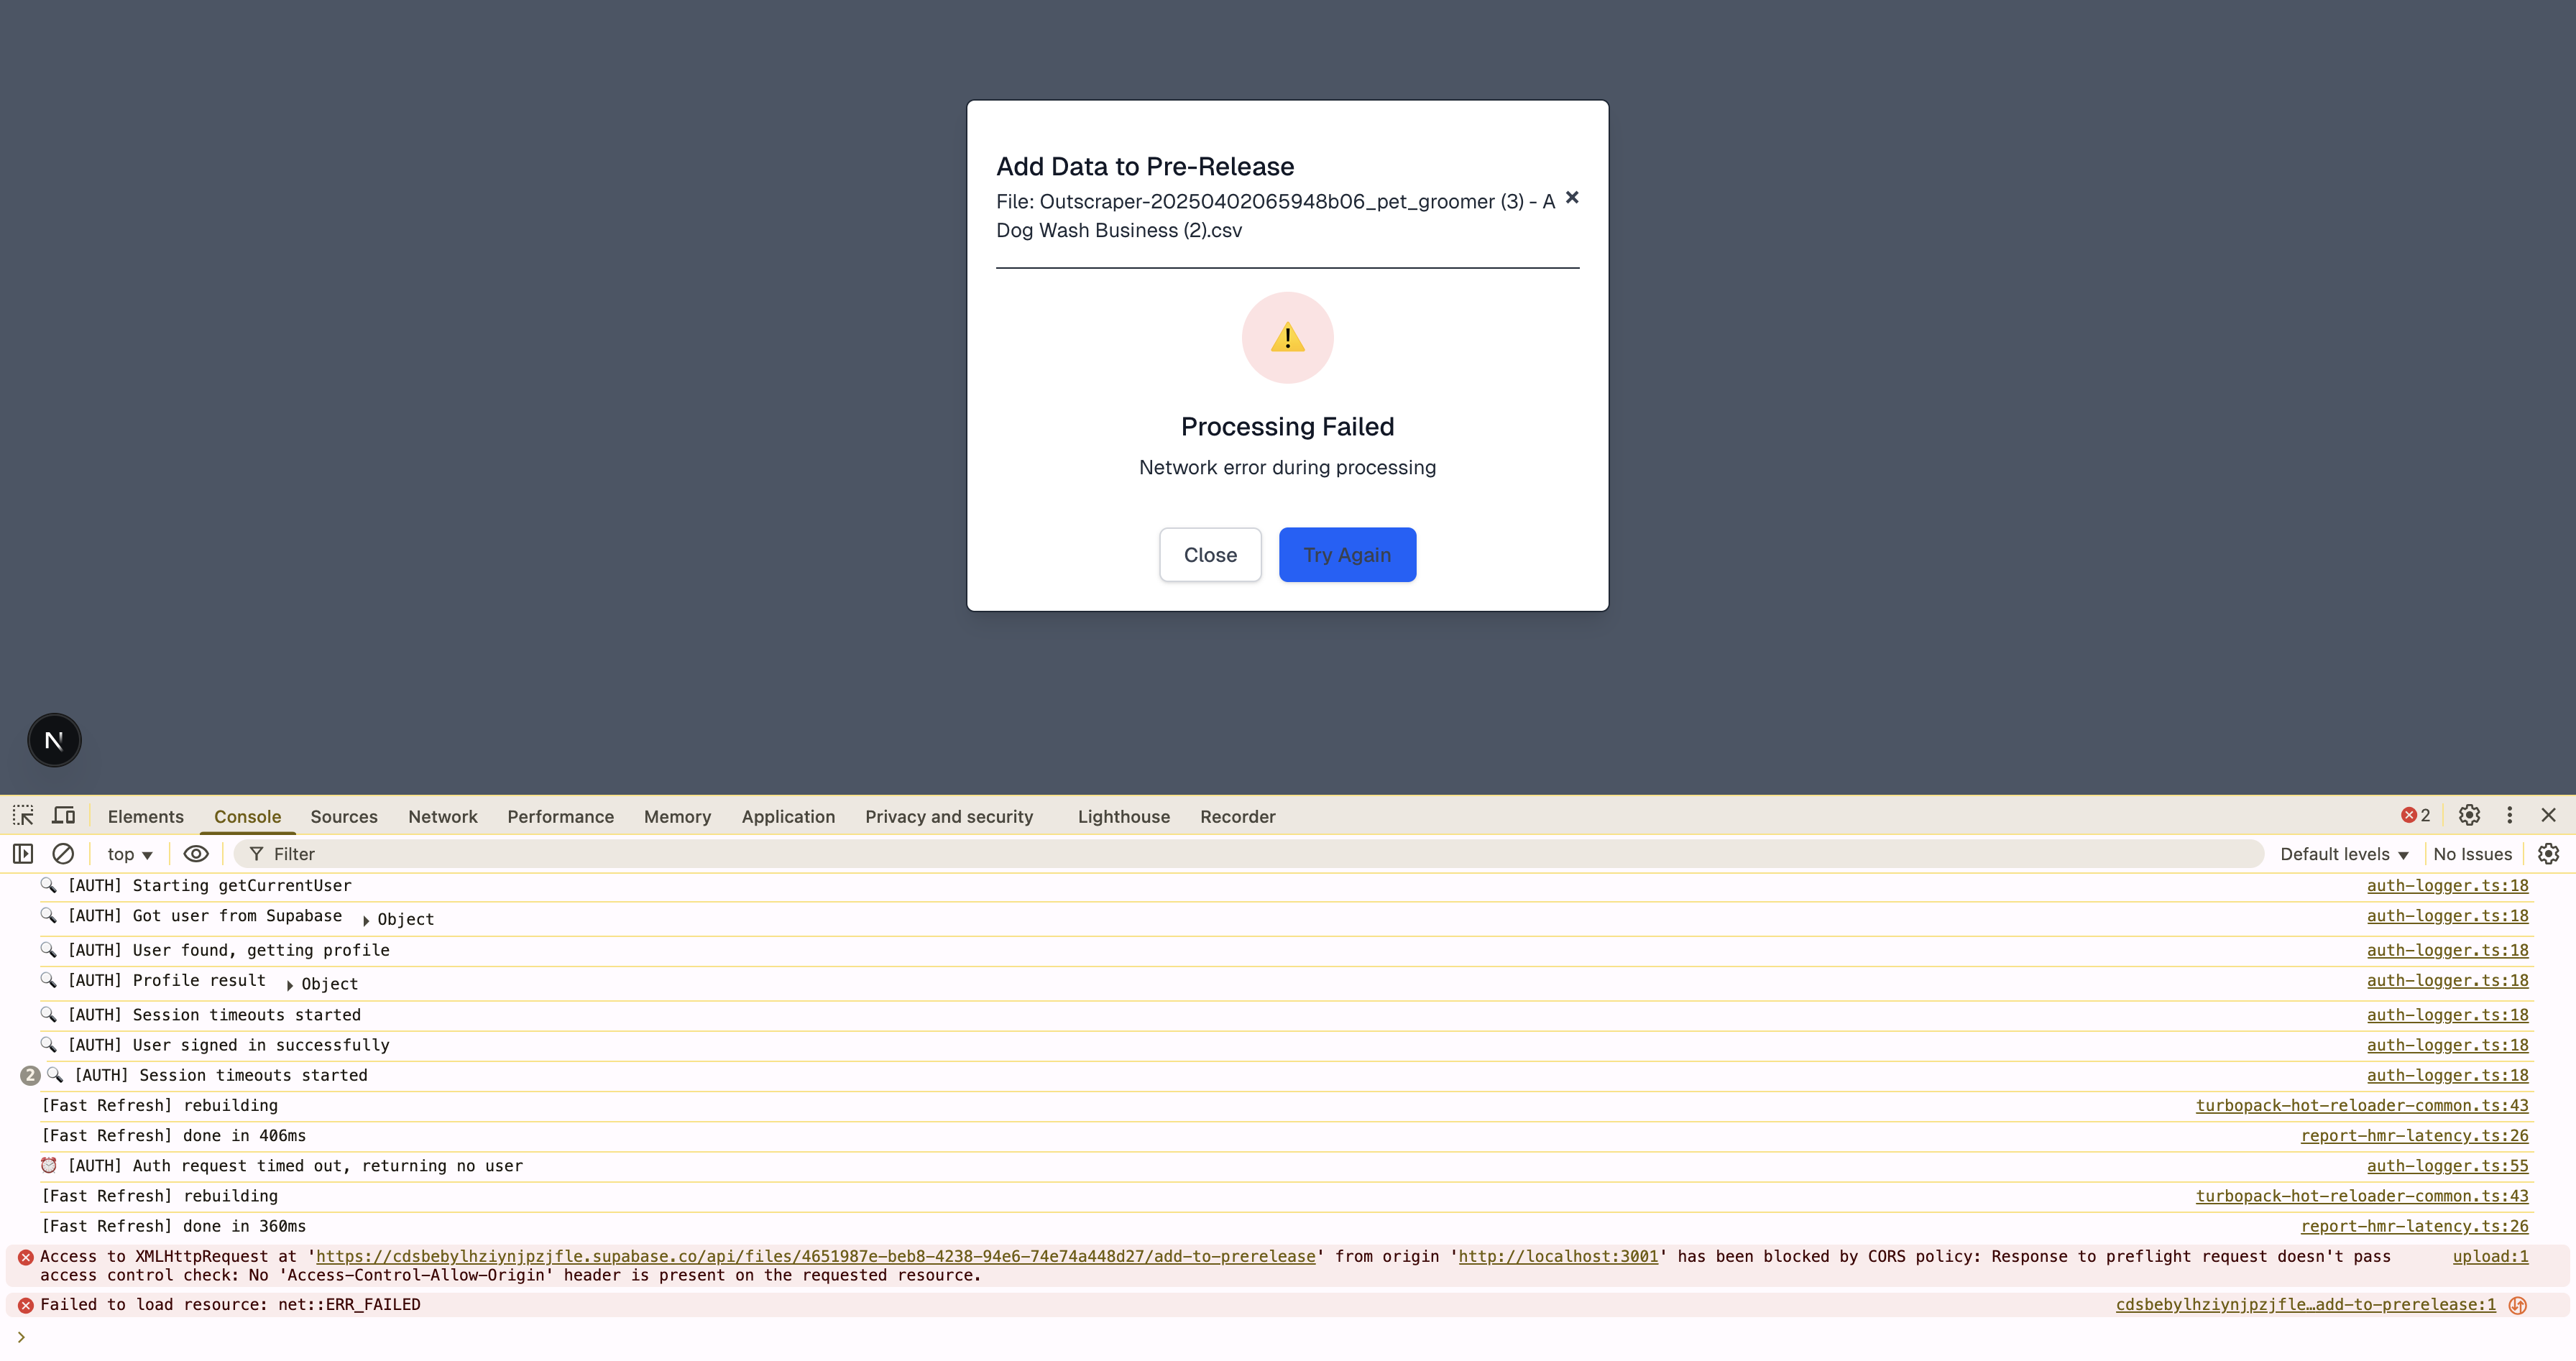 Add Data to Pre-Release
File: Outscraper-20250402065948b06_pet_groomer (3) - A
Dog Wash Business (2).csv
×
Processing Failed
Network error during processing
Close Try Again
N
Elements Console Sources Network Performance Memory Application Privacy and security Lighthouse Recorder 2
top Filter Default levels No Issues
[AUTH] Starting getCurrentUser auth-logger.ts:18
[AUTH] Got user from Supabase Object auth-logger.ts:18
[AUTH] User found, getting profile auth-logger.ts:18
[AUTH] Profile result Object auth-logger.ts:18
[AUTH] Session timeouts started auth-logger.ts:18
[AUTH] User signed in successfully auth-logger.ts:18
2 [AUTH] Session timeouts started auth-logger.ts:18
[Fast Refresh] rebuilding turbopack-hot-reloader-common.ts:43
[Fast Refresh] done in 406ms report-hmr-latency.ts:26
[AUTH] Auth request timed out, returning no user auth-logger.ts:55
[Fast Refresh] rebuilding turbopack-hot-reloader-common.ts:43
[Fast Refresh] done in 360ms report-hmr-latency.ts:26
Access to XMLHttpRequest at 'https://cdsbebylhziynjpzjfle.supabase.co/api/files/4651987e-beb8-4238-94e6-74e74a448d27/add-to-prerelease' from origin 'http://localhost:3001' has been blocked by CORS policy: Response to preflight request doesn't pass upload:1
access control check: No 'Access-Control-Allow-Origin' header is present on the requested resource.
Failed to load resource: net::ERR_FAILED cdsbebylhziynjpzjfle…add-to-prerelease:1